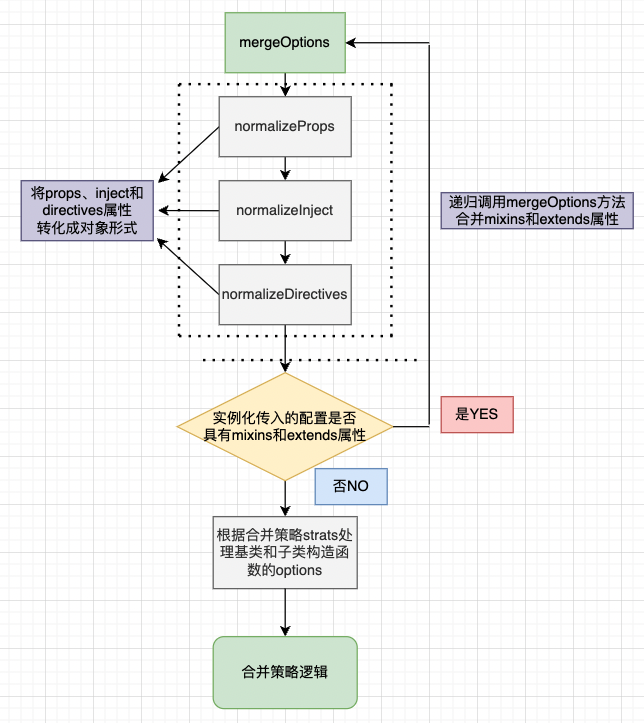 mergeOptions
normalizeProps
将props、inject和
directives属性
转化成对象形式
normalizeInject
递归调用mergeOptions方法
合并mixins和extends属性
normalizeDirectives
实例化传入的配置是否
具有mixins和extends属性
是YES
否NO
根据合并策略strats处
理基类和子类构造函
数的options
合并策略逻辑